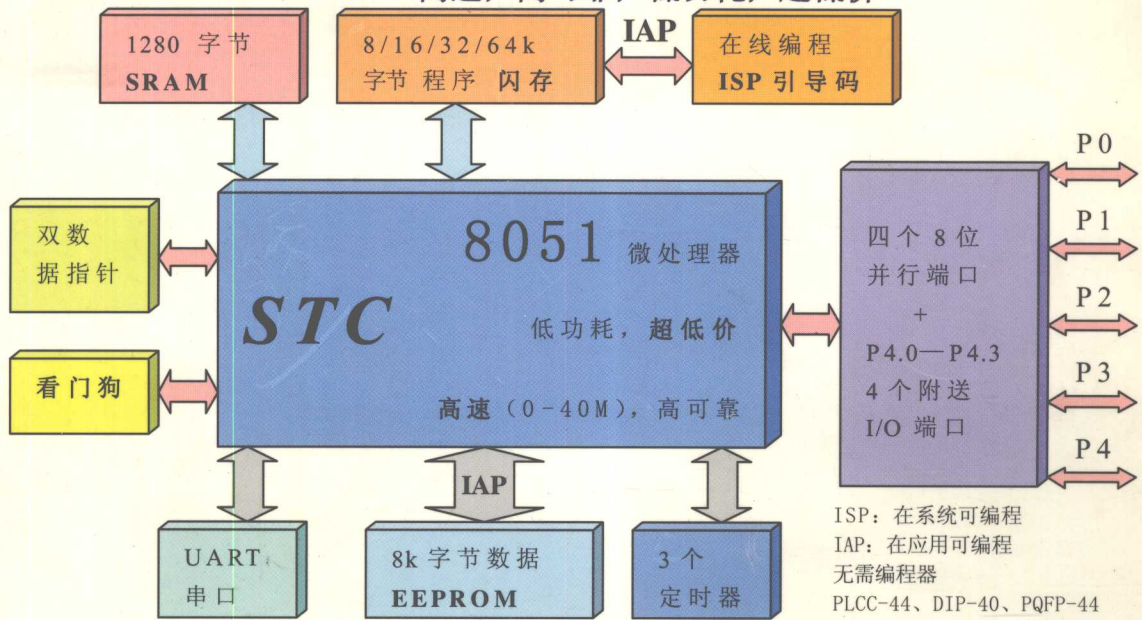 1280 字节
SRAM
8/16/32/64k
字节 程序 闪存
IAP
在线编程
ISP 引导码
双数
据指针
看门狗
8051 微处理器
STC
低功耗，超低价
高速（0-40M），高可靠
四个 8 位
并行端口
+
P4.0—P4.3
4 个附送
I/O 端口
P0
P1
P2
P3
P4
UART
串口
IAP
8k 字节数据
EEPROM
3 个
定时器
ISP：在系统可编程
IAP：在应用可编程
无需编程器
PLCC-44、DIP-40、PQFP-44